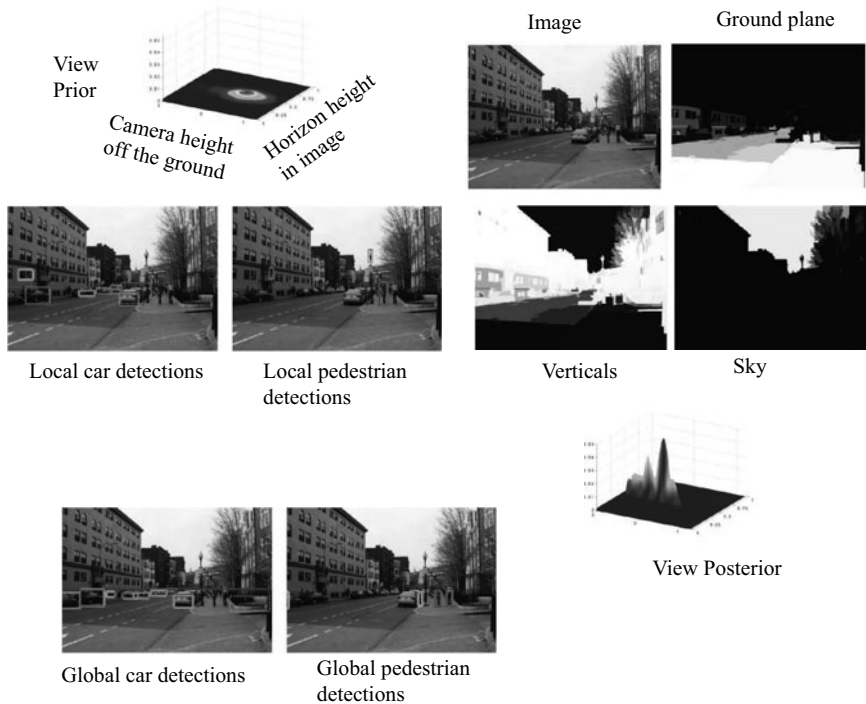 Image
Ground plane
View
Prior
Camera height
off the ground
Horizon height
in image
Local car detections
Local pedestrian
detections
Verticals
Sky
View Posterior
Global car detections
Global pedestrian
detections